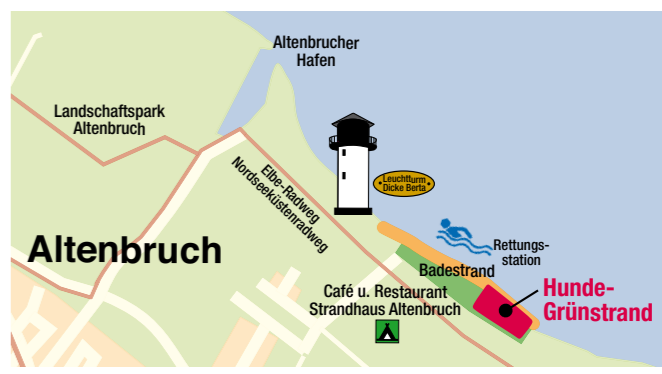 Altenbrucher
Hafen
Landschaftspark
Altenbruch
Elbe-Radweg
Nordseeküstenradweg
Leuchtturm
Dicke Berta
Altenbruch
Rettungs-
station
Badestrand
Café u. Restaurant
Strandhaus Altenbruch
Hunde-
Grünstrand